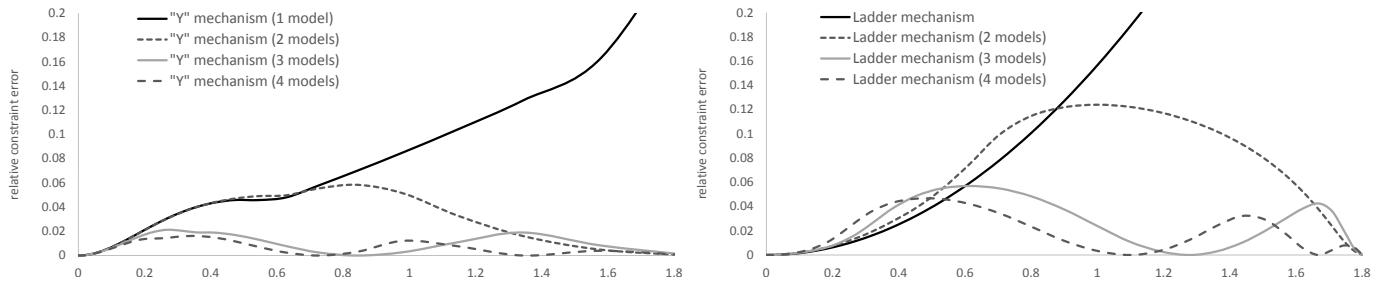 relative constraint error
0.2
0.18
0.16
0.14
0.12
0.1
0.08
0.06
0.04
0.02
0
"Y" mechanism (1 model)
"Y" mechanism (2 models)
"Y" mechanism (3 models)
"Y" mechanism (4 models)
0 0.2 0.4 0.6 0.8 1 1.2 1.4 1.6 1.8
relative constraint error
0.2
0.18
0.16
0.14
0.12
0.1
0.08
0.06
0.04
0.02
0
Ladder mechanism
Ladder mechanism (2 models)
Ladder mechanism (3 models)
Ladder mechanism (4 models)
0 0.2 0.4 0.6 0.8 1 1.2 1.4 1.6 1.8